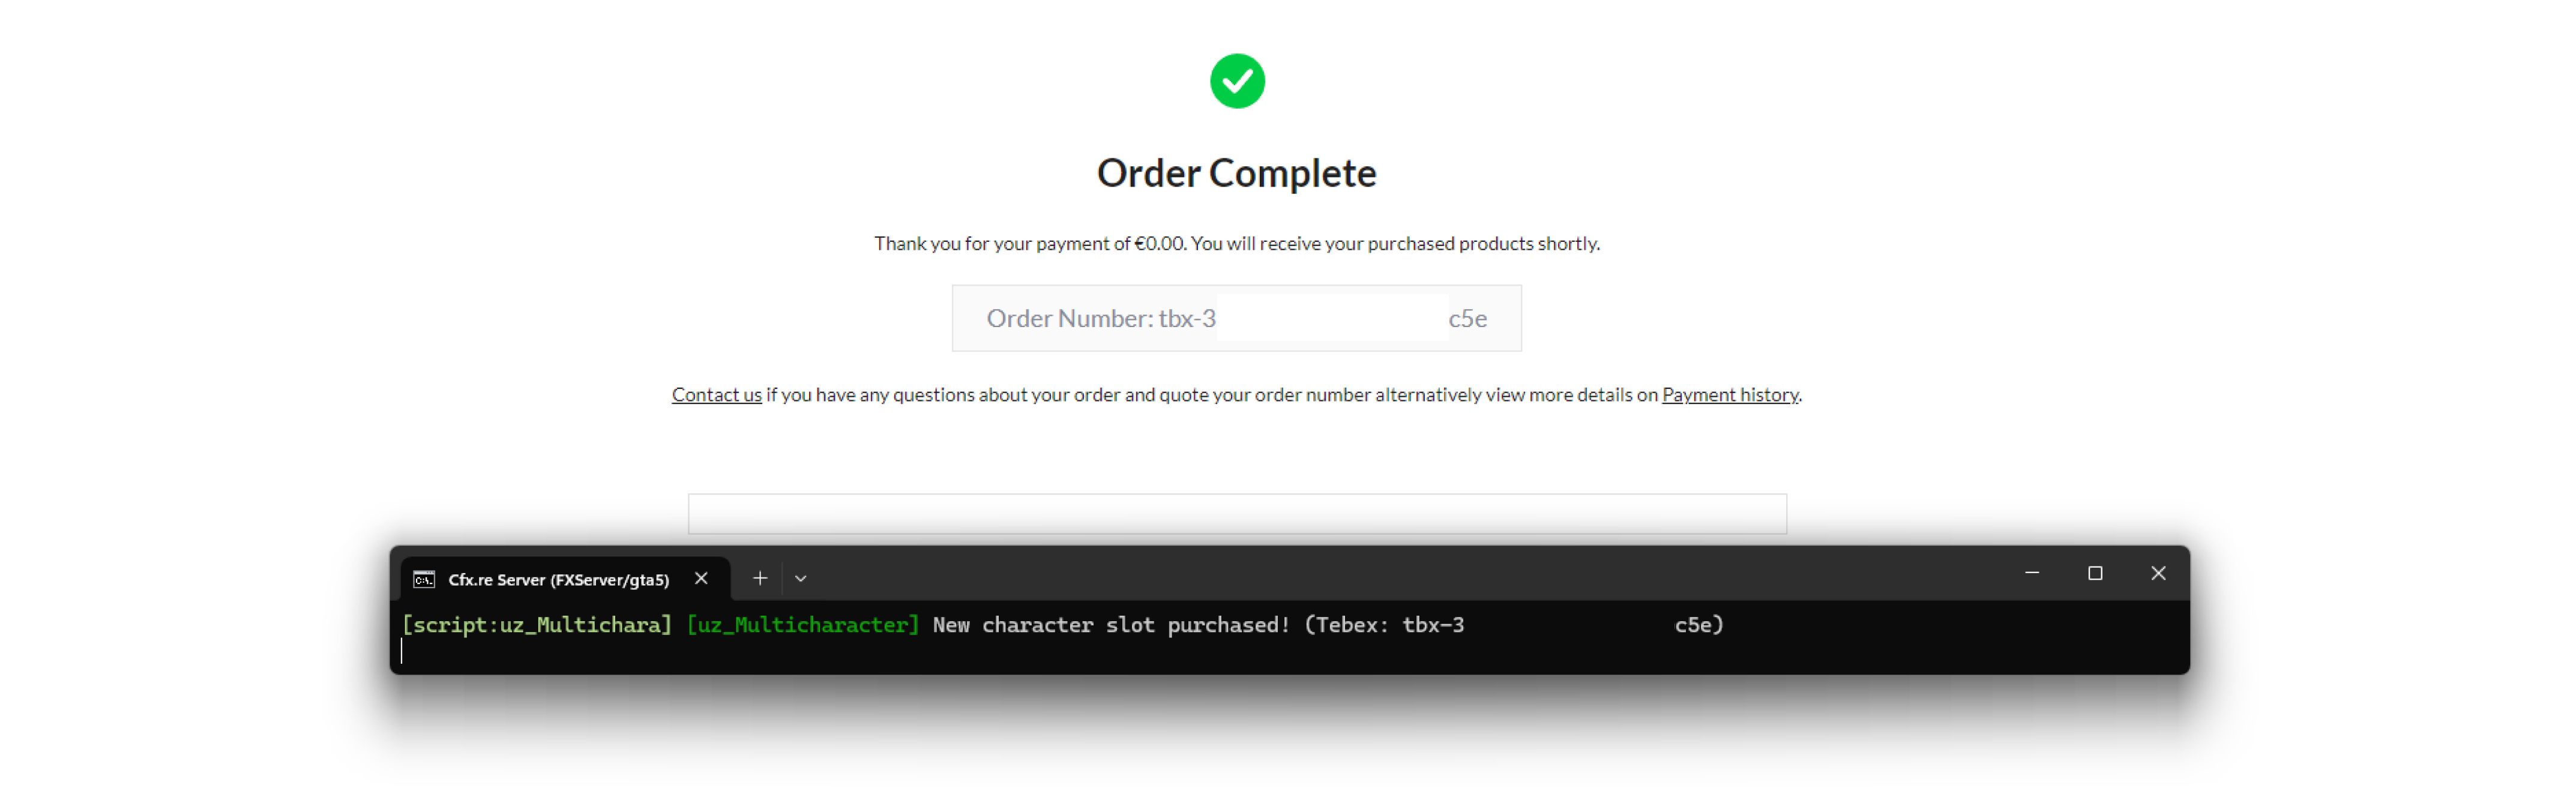 Order Complete
Thank you for your payment of €0.00. You will receive your purchased products shortly.
Order Number: tbx-3 c5e
Contact us if you have any questions about your order and quote your order number alternatively view more details on Payment history.
Cfx.re Server (FXServer/gta5)
[script:uz_Multichara] [uz_Multicharacter] New character slot purchased! (Tebex: tbx-3 c5e)